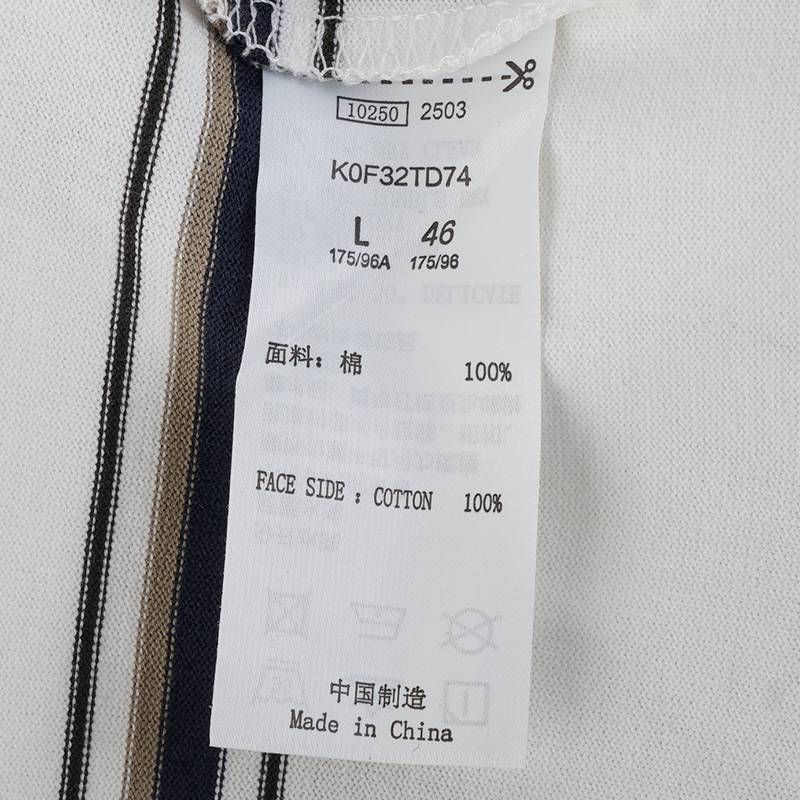 10250 2503
K0F32TD74
L 46
175/96A 175/96
面料：棉 100%
FACE SIDE : COTTON 100%
中国制造
Made in China